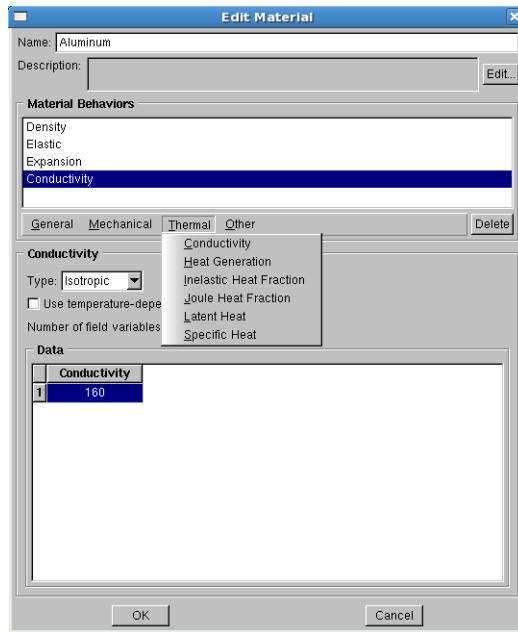 Edit Material
Name: Aluminum
Description:
Edit...
Material Behaviors
Density
Elastic
Expansion
Conductivity
General Mechanical Thermal Other Delete
Conductivity
Heat Generation
Inelastic Heat Fraction
Joule Heat Fraction
Latent Heat
Specific Heat
Conductivity
Type: Isotropic
Use temperature-depe
Number of field variables
Data
Conductivity
1 160
OK Cancel